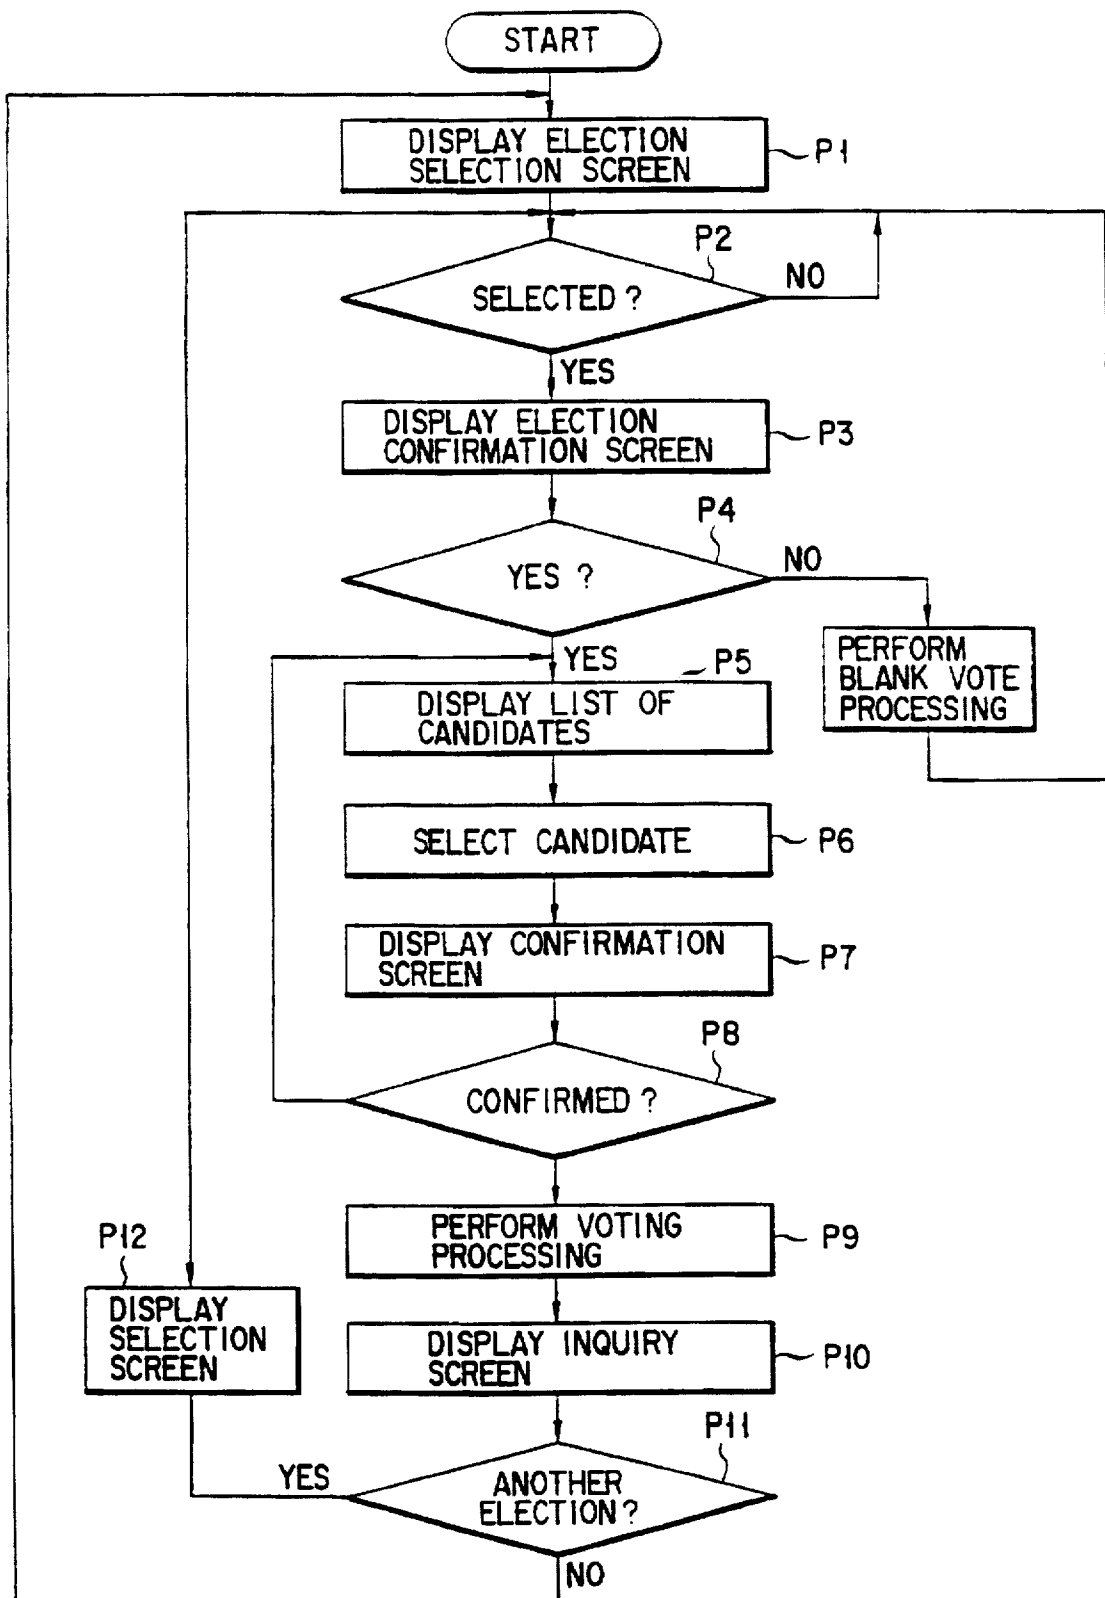 START
DISPLAY ELECTION
SELECTION SCREEN
P1
P2
SELECTED ?
NO
YES
DISPLAY ELECTION
CONFIRMATION SCREEN
P3
P4
YES ?
NO
YES
PERFORM
BLANK VOTE
PROCESSING
P5
DISPLAY LIST OF
CANDIDATES
SELECT CANDIDATE
P6
DISPLAY CONFIRMATION
SCREEN
P7
P8
CONFIRMED ?
PERFORM VOTING
PROCESSING
P9
P12
DISPLAY
SELECTION
SCREEN
DISPLAY INQUIRY
SCREEN
P10
P11
YES
ANOTHER
ELECTION ?
NO